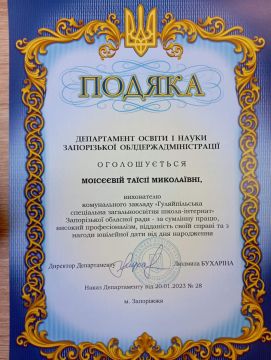 ПОДЯКА
ДЕПАРТАМЕНТ ОСВІТИ І НАУКИ
ЗАПОРІЗЬКОЇ ОБЛДЕРЖАДМІНІСТРАЦІЇ
ОГОЛОШУЄТЬСЯ
МОІСЕЄВІЙ ТАЇСІЇ МИКОЛАЇВНІ,
вихователю
комунального закладу «Гуляйпільська
спеціальна загальноосвітня школа-інтернат»
Запорізької обласної ради - за сумлінну працю,
високий професіоналізм, відданість своїй справі та з
нагоди ювілейної дати від дня народження
Директор Департаменту Людмила БУХАРІНА
Наказ Департаменту від 20.01.2023 № 28
м. Запоріжжя